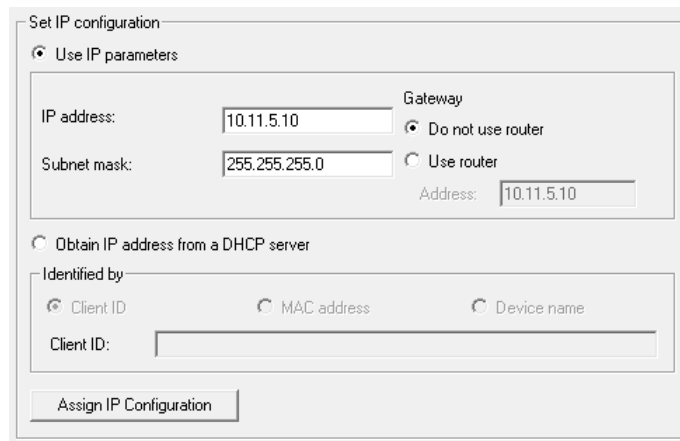 Set IP configuration
Use IP parameters
IP address:
10.11.5.10
Subnet mask:
255.255.255.0
Gateway
Do not use router
Use router
Address:
10.11.5.10
Obtain IP address from a DHCP server
Identified by
Client ID
MAC address
Device name
Client ID:
Assign IP Configuration